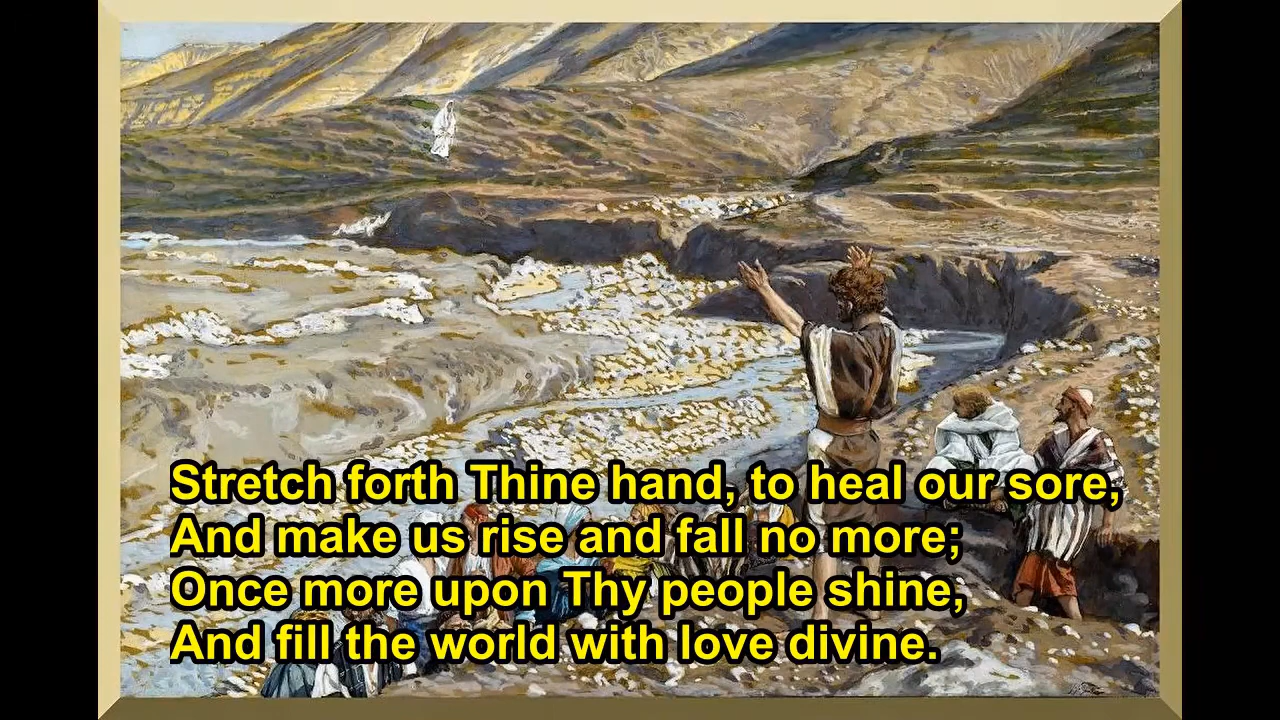 Stretch forth Thine hand, to heal our sore,
And make us rise and fall no more;
Once more upon Thy people shine,
And fill the world with love divine.